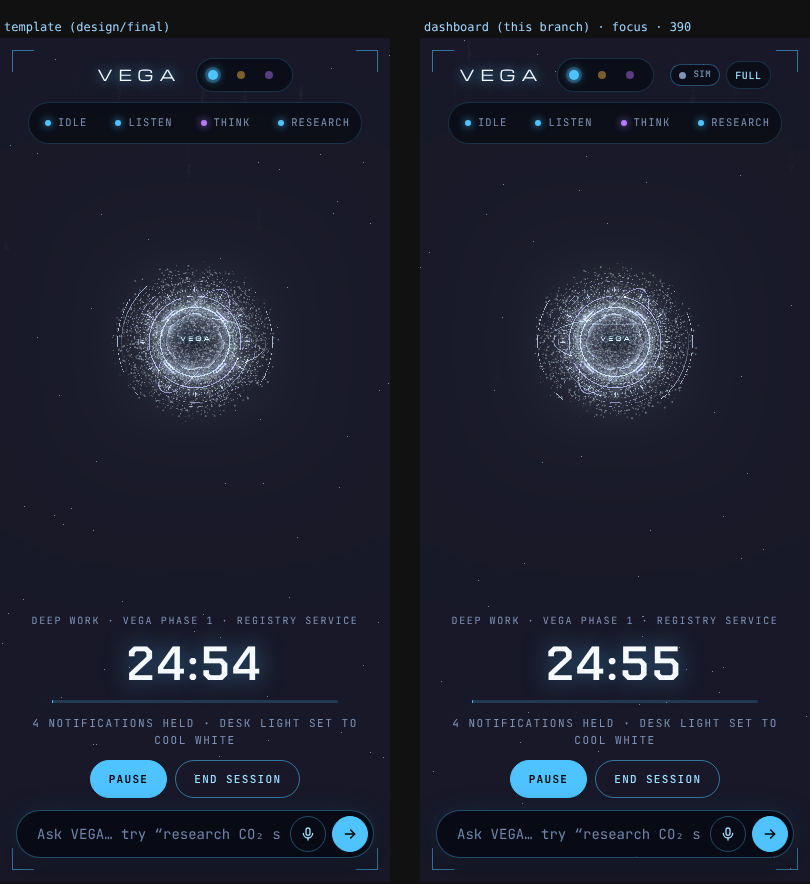 template (design/final)
VEGA
IDLE LISTEN THINK RESEARCH
VEGA
DEEP WORK · VEGA PHASE 1 · REGISTRY SERVICE
24:54
4 NOTIFICATIONS HELD · DESK LIGHT SET TO
COOL WHITE
PAUSE END SESSION
Ask VEGA… try “research CO₂ s
dashboard (this branch) · focus · 390
VEGA SIM FULL
IDLE LISTEN THINK RESEARCH
VEGA
DEEP WORK · VEGA PHASE 1 · REGISTRY SERVICE
24:55
4 NOTIFICATIONS HELD · DESK LIGHT SET TO
COOL WHITE
PAUSE END SESSION
Ask VEGA… try “research CO₂ s